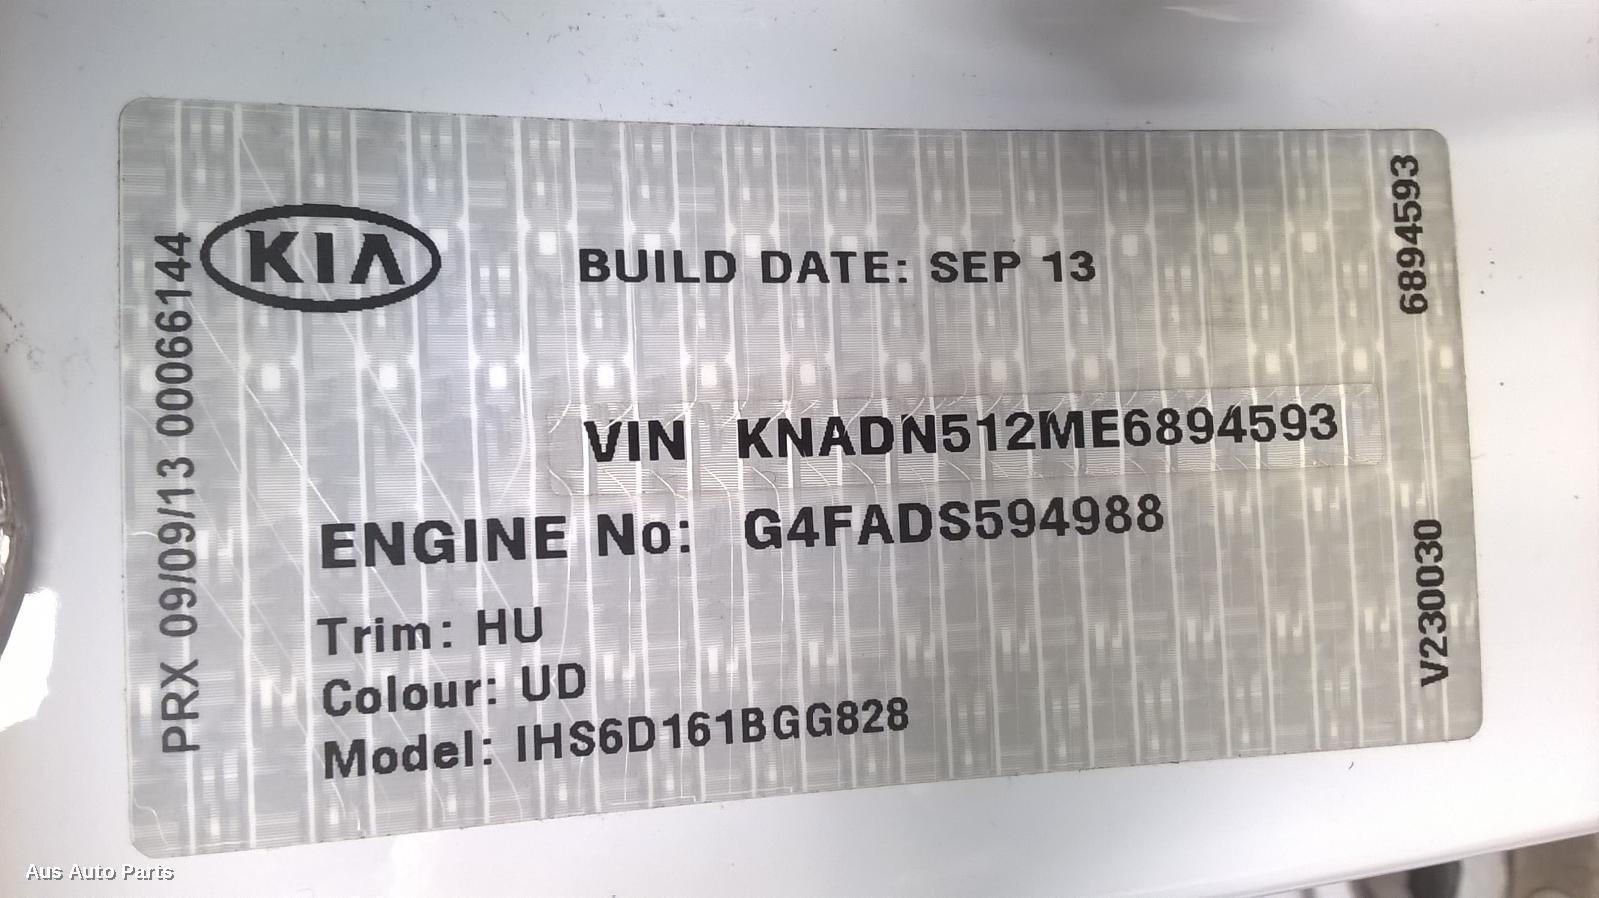 KIA
BUILD DATE: SEP 13
VIN KNADN512ME6894593
ENGINE No: G4FADS594988
Trim: HU
Colour: UD
Model: IHS6D161BGG828
PRX 09/09/13 00066144
6894593
V230030
Aus Auto Parts